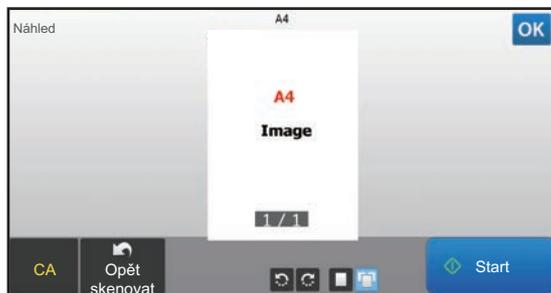 Náhled
A4
OK
A4
Image
1 / 1
CA
Opět
skenovat
Start